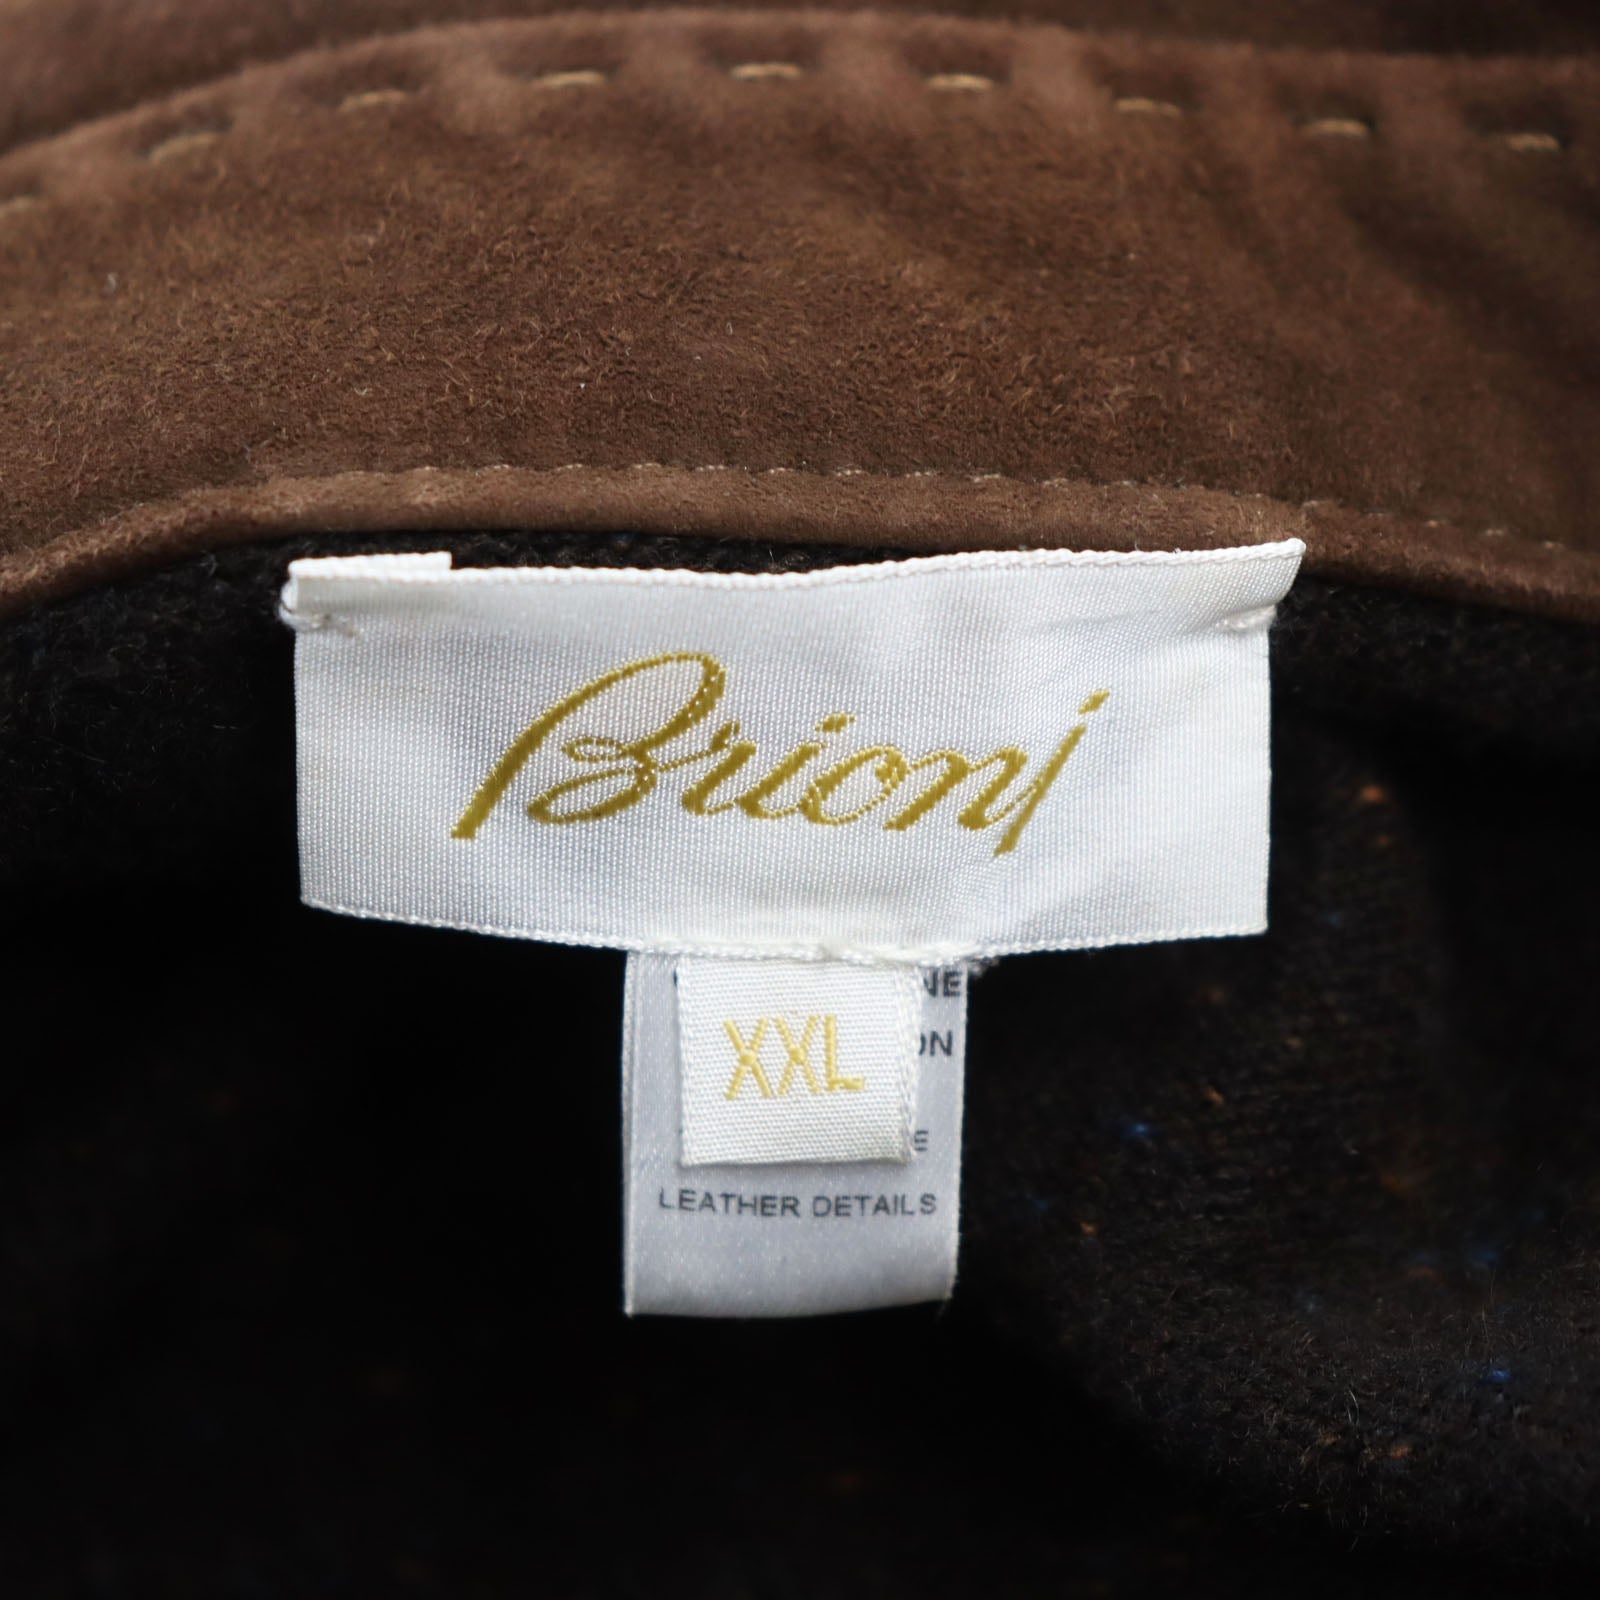 Brioni
XXL
LEATHER DETAILS